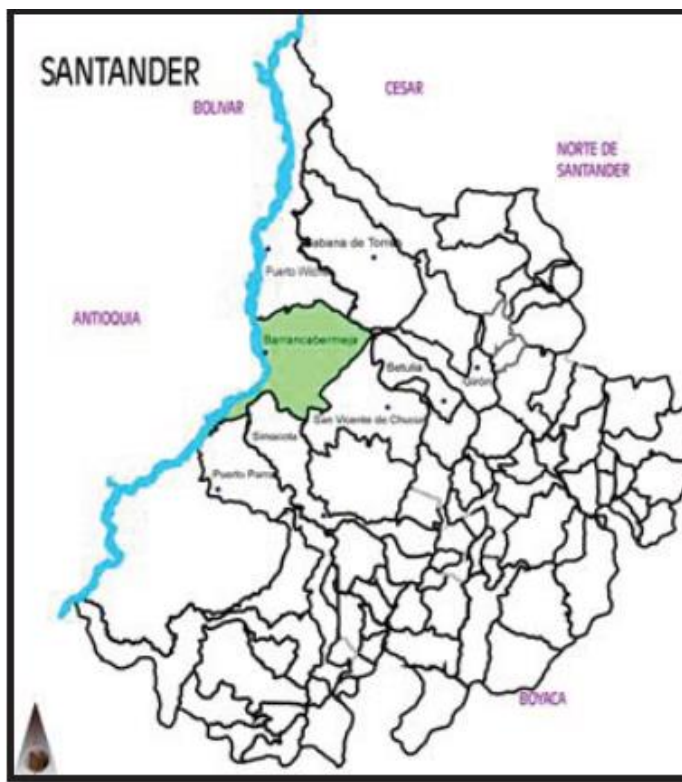 SANTANDER
BOLIVAR
CESAR
NORTE DE
SANTANDER
Sabana de Torres
Puerto Wilches
ANTIOQUIA
Barrancabermeja
Betulia
Girón
San Vicente de Chucuri
Simacota
Puerto Parra
BOYACA